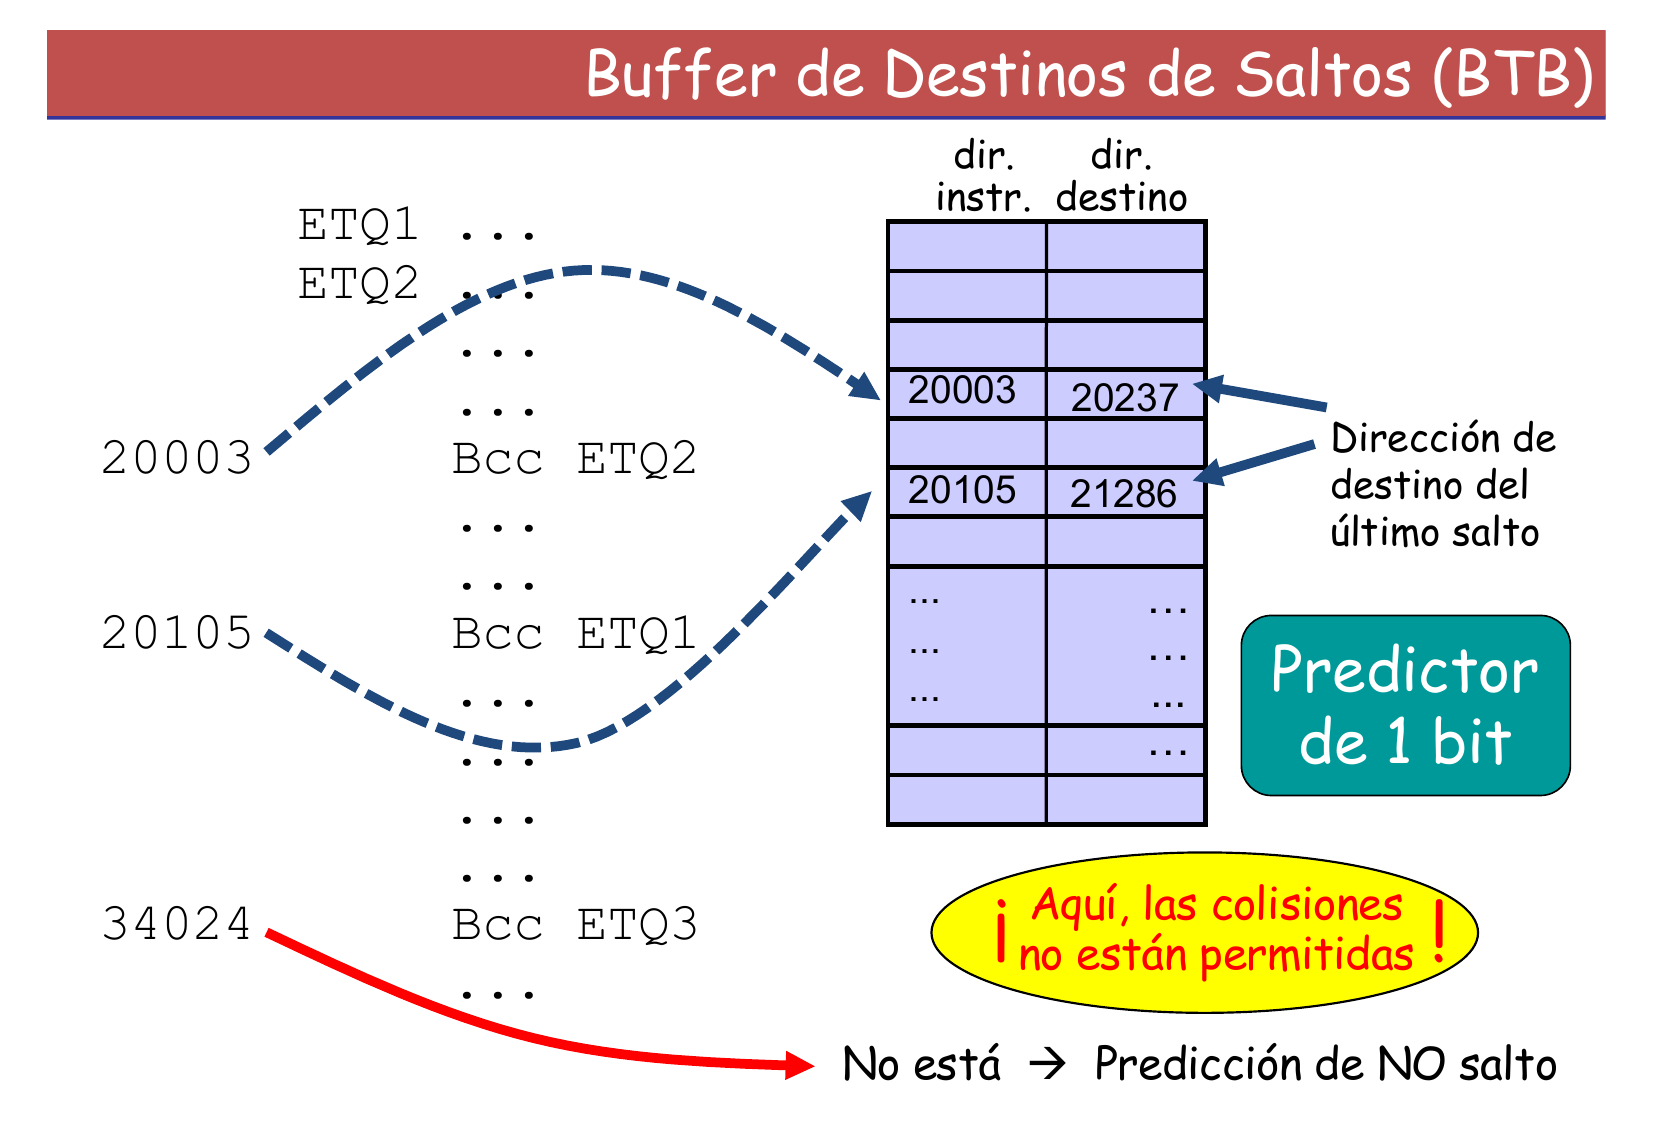 Buffer de Destinos de Saltos (BTB)
dir. instr.
dir. destino
ETQ1 ...
ETQ2 ...
...
...
20003 Bcc ETQ2
...
...
20105 Bcc ETQ1
...
...
...
...
34024 Bcc ETQ3
...
20003 20237
20105 21286
... ...
... ...
... ...
...
Dirección de
destino del
último salto
Predictor
de 1 bit
¡ Aquí, las colisiones
no están permitidas !
No está → Predicción de NO salto